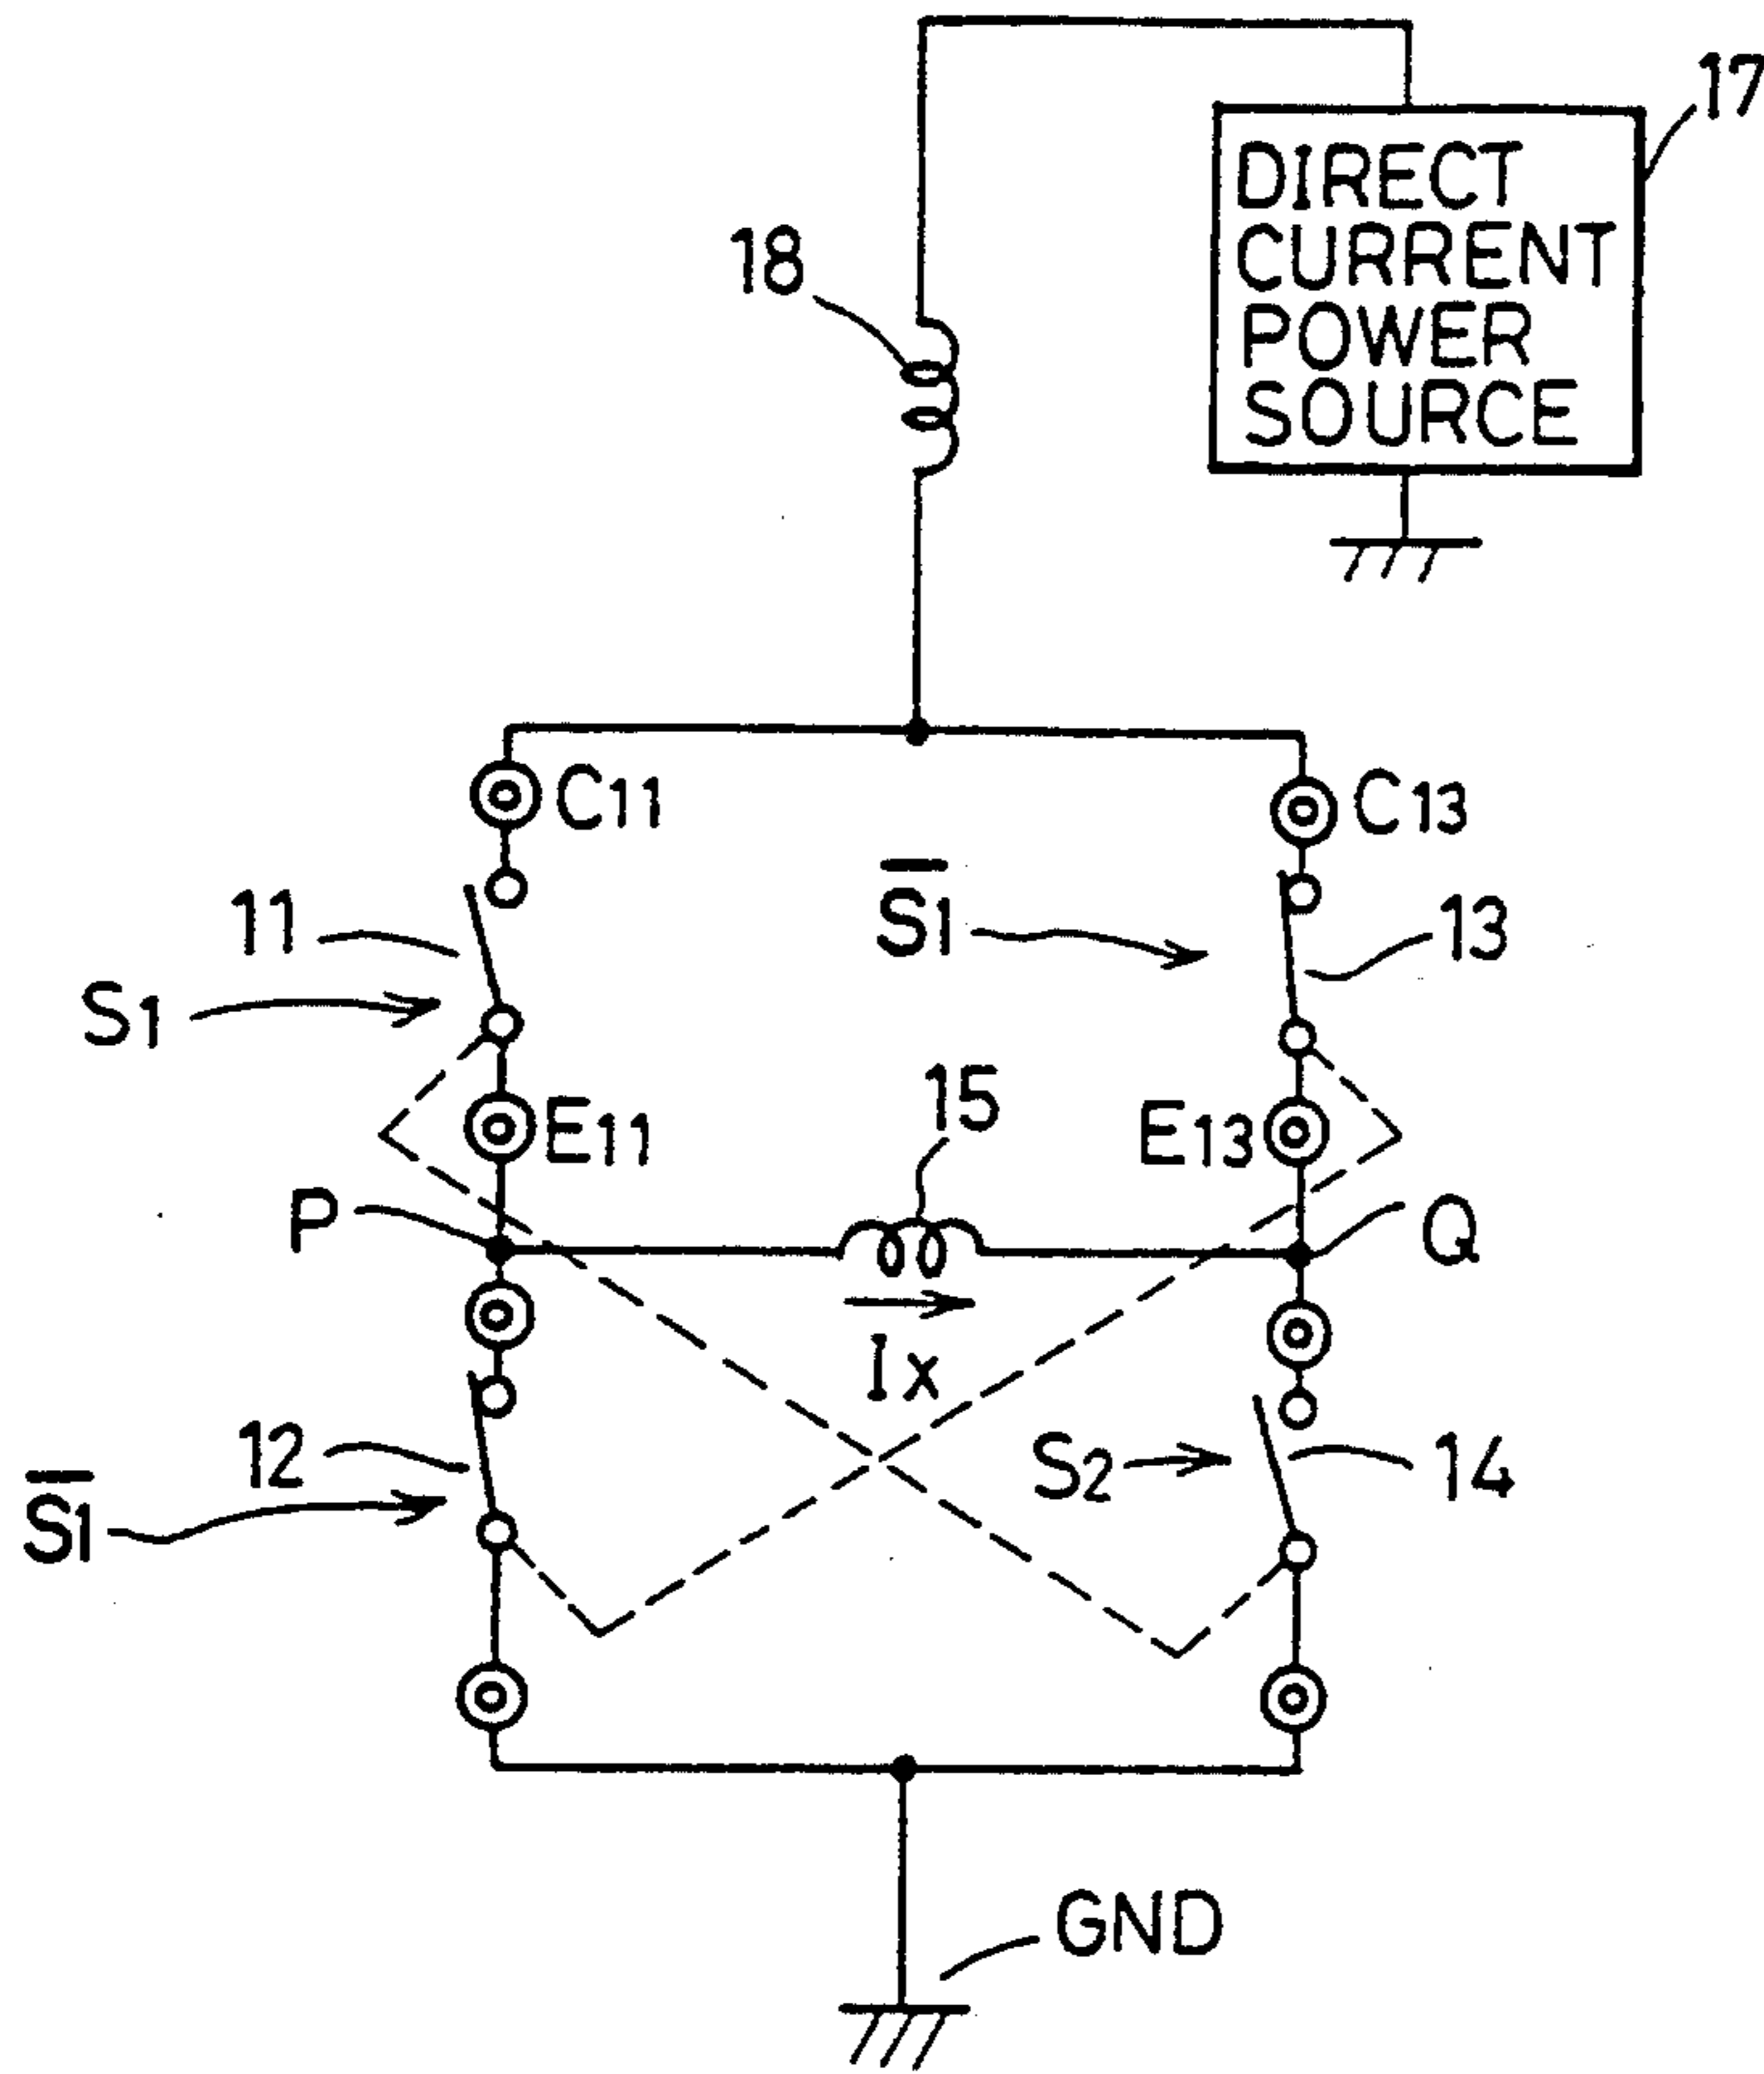 17
DIRECT
CURRENT
POWER
SOURCE
18
C11
C13
11
S̅1̅
13
S1
15
E11
E13
P
Q
Ix
12
S2
14
S̅1̅
GND